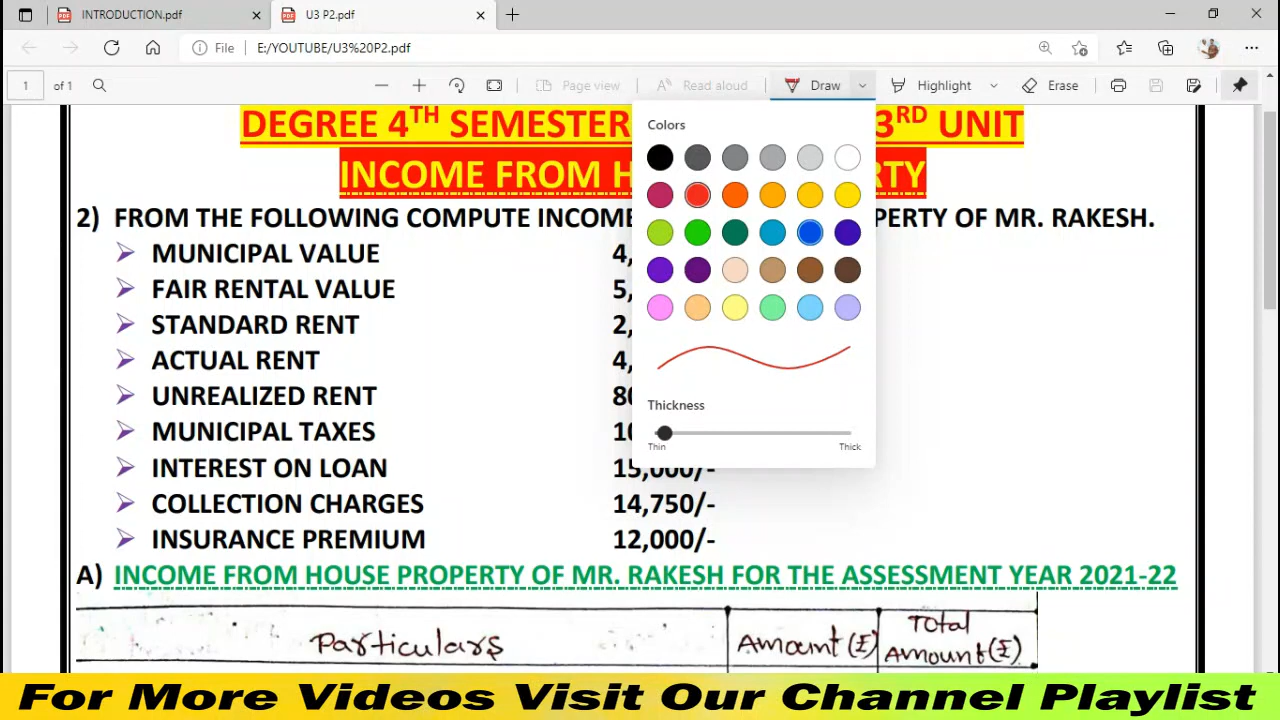 INTRODUCTION.pdf
U3 P2.pdf
File E:/YOUTUBE/U3%20P2.pdf
1 of 1 Page view Read aloud Draw Highlight Erase
DEGREE 4TH SEMESTER 3RD UNIT
INCOME FROM
2) FROM THE FOLLOWING COMPUTE INCOME OF MR. RAKESH.
MUNICIPAL VALUE 4,
FAIR RENTAL VALUE 5,
STANDARD RENT 2,
ACTUAL RENT 4,
UNREALIZED RENT
MUNICIPAL TAXES
INTEREST ON LOAN 15,000/-
COLLECTION CHARGES 14,750/-
INSURANCE PREMIUM 12,000/-
Colors
Thickness
Thin Thick
A) INCOME FROM HOUSE PROPERTY OF MR. RAKESH FOR THE ASSESSMENT YEAR 2021-22
Particulars Amount (₹) Total Amount (₹)
For More Videos Visit Our Channel Playlist